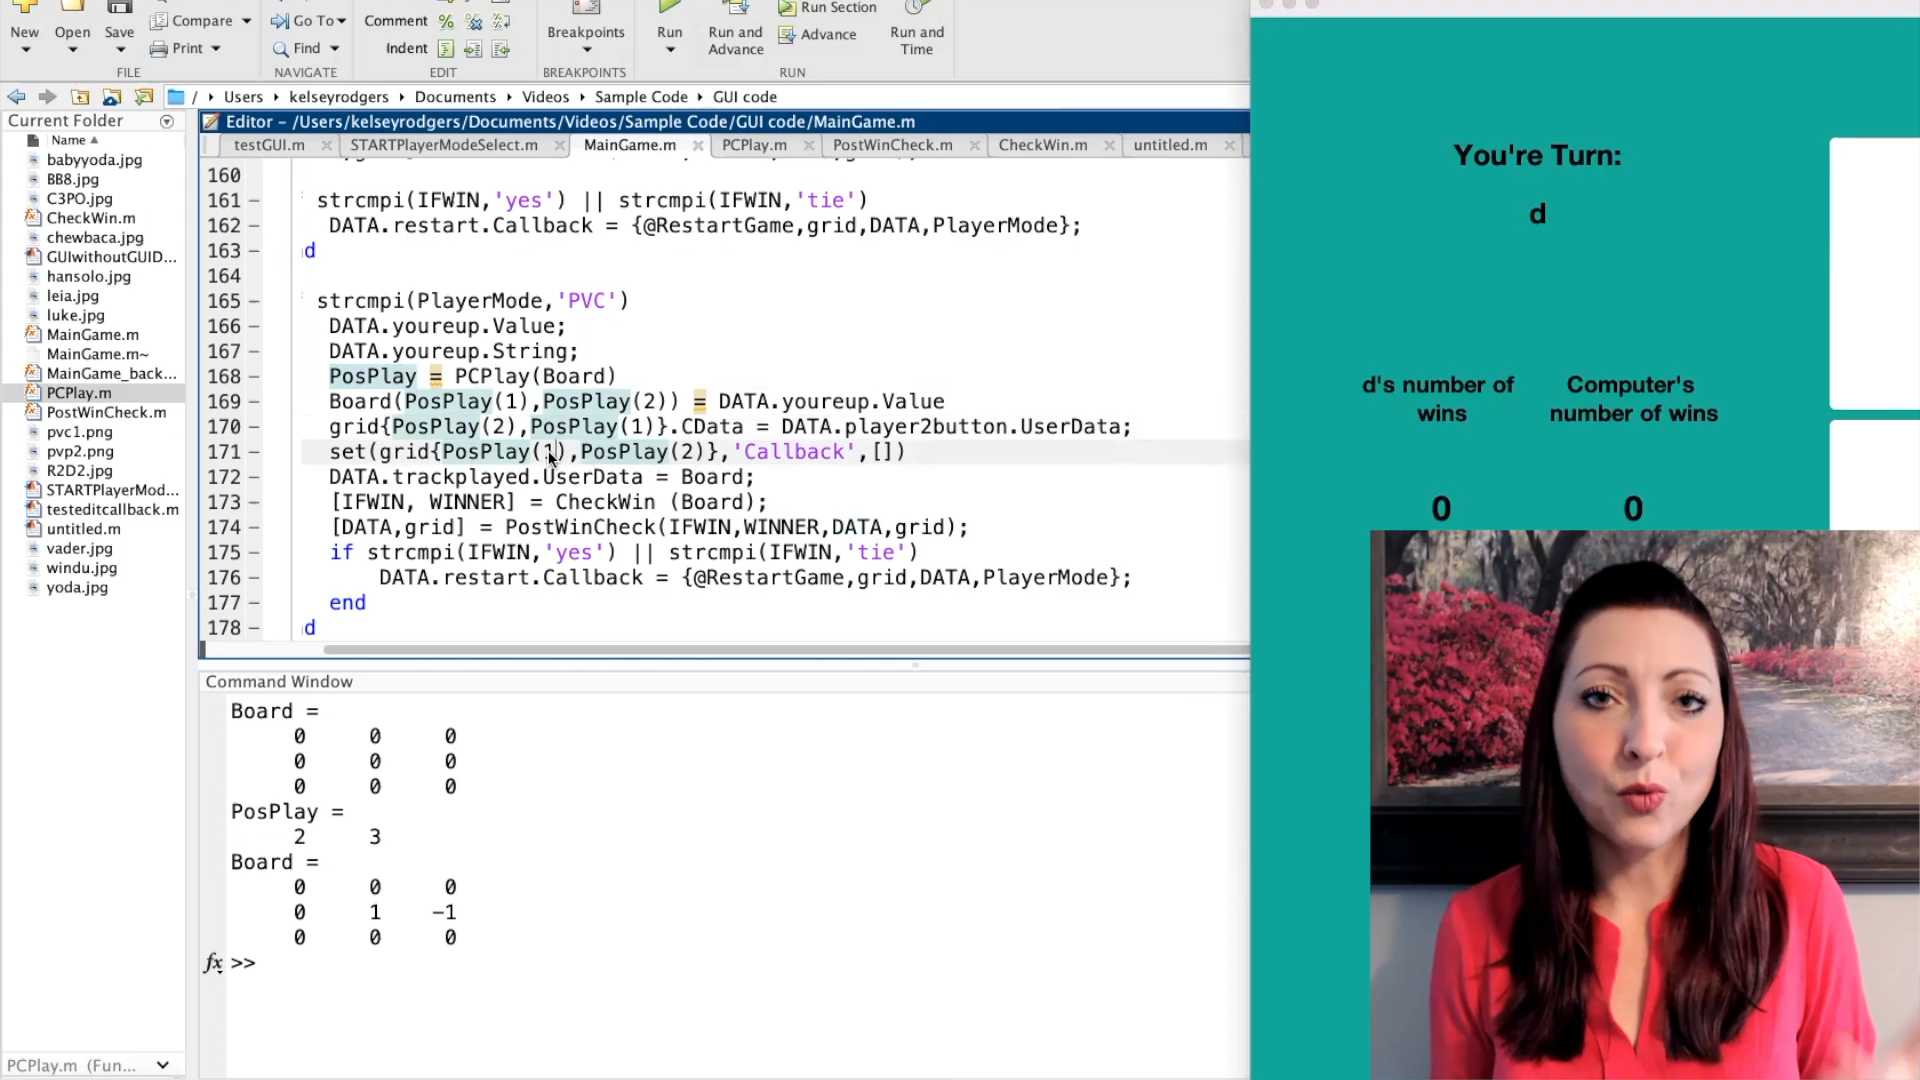 Compare
Go To
Comment
Run Section
New
Open
Save
Print
Find
Indent
Breakpoints
Run
Run and
Advance
Advance
Run and
Time
FILE
NAVIGATE
EDIT
BREAKPOINTS
RUN
/ Users kelseyrodgers Documents Videos Sample Code GUI code
Current Folder
Name
babyyoda.jpg
BB8.jpg
C3PO.jpg
CheckWin.m
chewbaca.jpg
GUIwithoutGUID...
hansolo.jpg
leia.jpg
luke.jpg
MainGame.m
MainGame.m~
MainGame_back...
PCPlay.m
PostWinCheck.m
pvc1.png
pvp2.png
R2D2.jpg
STARTPlayerMod...
testeditcallback.m
untitled.m
vader.jpg
windu.jpg
yoda.jpg
PCPlay.m (Fun...
Editor - /Users/kelseyrodgers/Documents/Videos/Sample Code/GUI code/MainGame.m
testGUI.m STARTPlayerModeSelect.m MainGame.m PCPlay.m PostWinCheck.m CheckWin.m untitled.m
160
161 – strcmpi(IFWIN,'yes') || strcmpi(IFWIN,'tie')
162 – DATA.restart.Callback = {@RestartGame,grid,DATA,PlayerMode};
163 – d
164
165 – strcmpi(PlayerMode,'PVC')
166 – DATA.youreup.Value;
167 – DATA.youreup.String;
168 – PosPlay = PCPlay(Board)
169 – Board(PosPlay(1),PosPlay(2)) = DATA.youreup.Value
170 – grid{PosPlay(2),PosPlay(1)}.CData = DATA.player2button.UserData;
171 – set(grid{PosPlay(1),PosPlay(2)},'Callback',[])
172 – DATA.trackplayed.UserData = Board;
173 – [IFWIN, WINNER] = CheckWin (Board);
174 – [DATA,grid] = PostWinCheck(IFWIN,WINNER,DATA,grid);
175 – if strcmpi(IFWIN,'yes') || strcmpi(IFWIN,'tie')
176 – DATA.restart.Callback = {@RestartGame,grid,DATA,PlayerMode};
177 – end
178 – d
Command Window
Board =
0 0 0
0 0 0
0 0 0
PosPlay =
2 3
Board =
0 0 0
0 1 –1
0 0 0
fx >>
You're Turn:
d
d's number of
wins
Computer's
number of wins
0 0